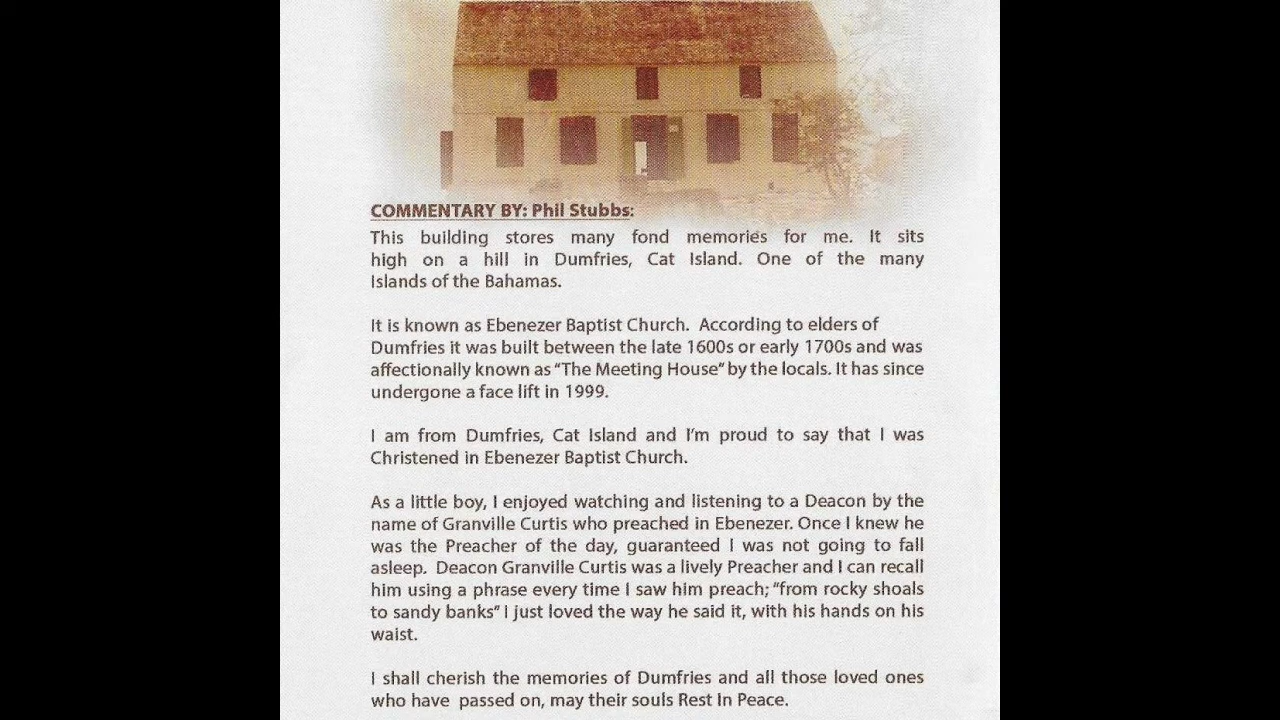 COMMENTARY BY: Phil Stubbs:
This building stores many fond memories for me. It sits
high on a hill in Dumfries, Cat Island. One of the many
Islands of the Bahamas.
It is known as Ebenezer Baptist Church. According to elders of
Dumfries it was built between the late 1600s or early 1700s and was
affectionally known as "The Meeting House" by the locals. It has since
undergone a face lift in 1999.
I am from Dumfries, Cat Island and I'm proud to say that I was
Christened in Ebenezer Baptist Church.
As a little boy, I enjoyed watching and listening to a Deacon by the
name of Granville Curtis who preached in Ebenezer. Once I knew he
was the Preacher of the day, guaranteed I was not going to fall
asleep. Deacon Granville Curtis was a lively Preacher and I can recall
him using a phrase every time I saw him preach; "from rocky shoals
to sandy banks" I just loved the way he said it, with his hands on his
waist.
I shall cherish the memories of Dumfries and all those loved ones
who have passed on, may their souls Rest In Peace.